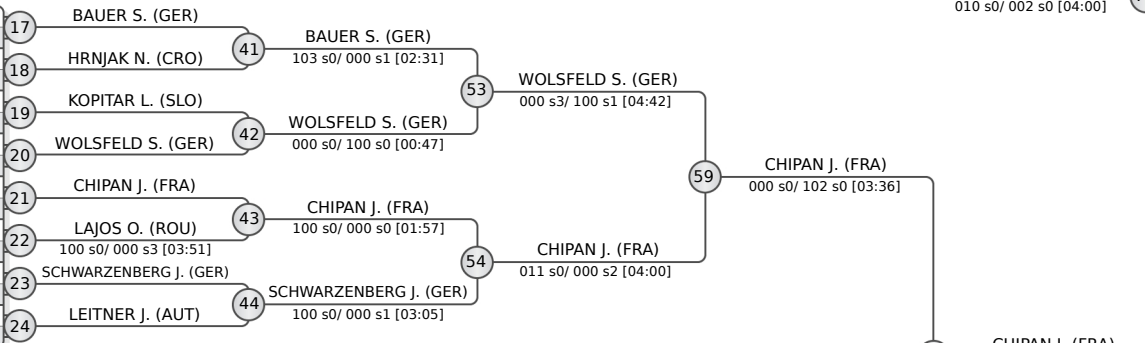 010 s0/ 002 s0 [04:00]
17
BAUER S. (GER)
18
HRNJAK N. (CRO)
41
BAUER S. (GER)
103 s0/ 000 s1 [02:31]
19
KOPITAR L. (SLO)
20
WOLSFELD S. (GER)
42
WOLSFELD S. (GER)
000 s0/ 100 s0 [00:47]
53
WOLSFELD S. (GER)
000 s3/ 100 s1 [04:42]
21
CHIPAN J. (FRA)
22
LAJOS O. (ROU)
100 s0/ 000 s3 [03:51]
43
CHIPAN J. (FRA)
100 s0/ 000 s0 [01:57]
23
SCHWARZENBERG J. (GER)
24
LEITNER J. (AUT)
44
SCHWARZENBERG J. (GER)
100 s0/ 000 s1 [03:05]
54
CHIPAN J. (FRA)
011 s0/ 000 s2 [04:00]
59
CHIPAN J. (FRA)
000 s0/ 102 s0 [03:36]
CHIPAN J. (FRA)